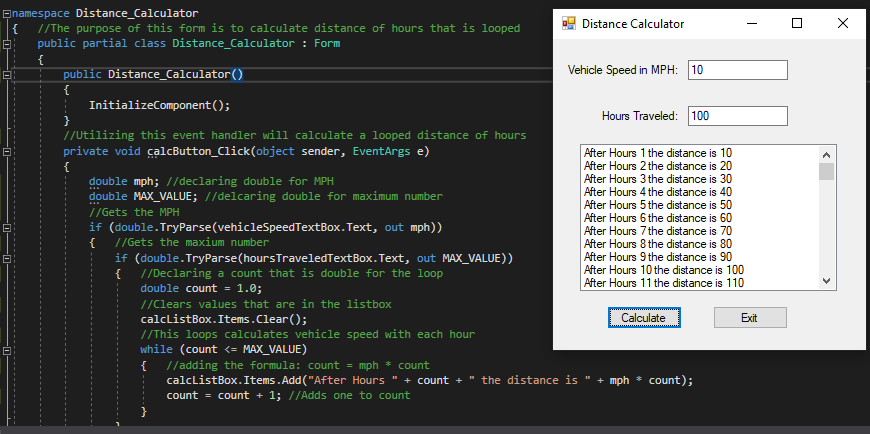 namespace Distance_Calculator
{ //The purpose of this form is to calculate distance of hours that is looped
public partial class Distance_Calculator : Form
{
public Distance_Calculator()
{
InitializeComponent();
}
//Utilizing this event handler will calculate a looped distance of hours
private void calcButton_Click(object sender, EventArgs e)
{
double mph; //declaring double for MPH
double MAX_VALUE; //delcaring double for maximum number
//Gets the MPH
if (double.TryParse(vehicleSpeedTextBox.Text, out mph))
{ //Gets the maxium number
if (double.TryParse(hoursTraveledTextBox.Text, out MAX_VALUE))
{ //Declaring a count that is double for the loop
double count = 1.0;
//Clears values that are in the listbox
calcListBox.Items.Clear();
//This loops calculates vehicle speed with each hour
while (count <= MAX_VALUE)
{ //adding the formula: count = mph * count
calcListBox.Items.Add("After Hours " + count + " the distance is " + mph * count);
count = count + 1; //Adds one to count
}
}
Distance Calculator
Vehicle Speed in MPH: 10
Hours Traveled: 100
After Hours 1 the distance is 10
After Hours 2 the distance is 20
After Hours 3 the distance is 30
After Hours 4 the distance is 40
After Hours 5 the distance is 50
After Hours 6 the distance is 60
After Hours 7 the distance is 70
After Hours 8 the distance is 80
After Hours 9 the distance is 90
After Hours 10 the distance is 100
After Hours 11 the distance is 110
Calculate Exit